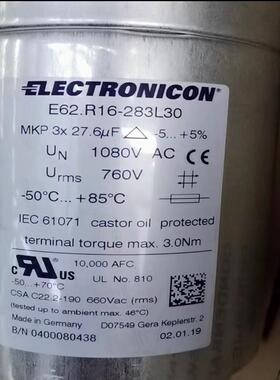 ELECTRONICON
E62.R16-283L30
MKP 3x 27.6µF △ -5...+5%
UN 1080V AC CE
Urms 760V
-50°C...+85°C
IEC 61071 castor oil protected
terminal torque max. 3.0Nm
c UR US 10,000 AFC
-50...+70°C UL No. 810
CSA C22.2-190 660Vac (rms)
(tested up to ambient max. 46°C)
Made in Germany D07549 Gera Keplerstr. 2
B/N 0400080438 02.01.19